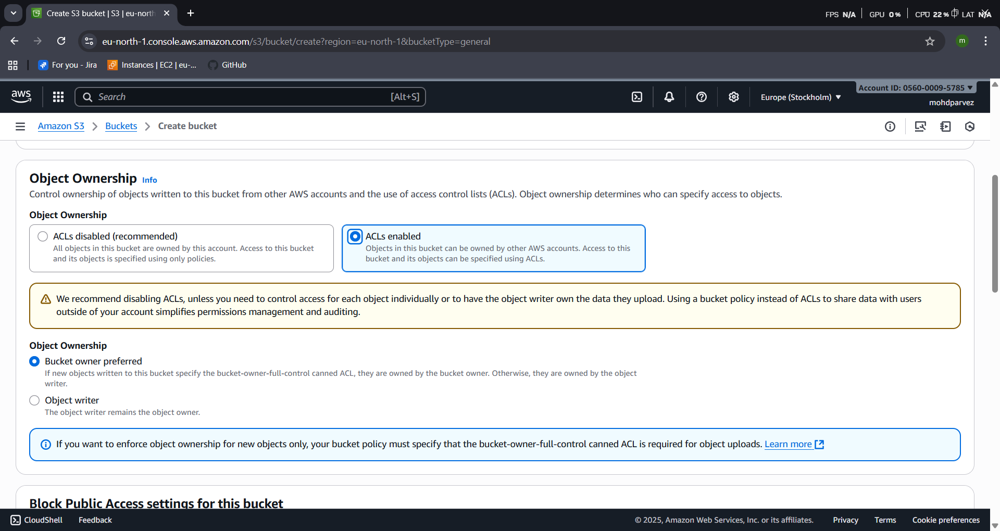 Create S3 bucket | S3 | eu-north
FPS N/A GPU 0% CPU 22% LAT N/A
eu-north-1.console.aws.amazon.com/s3/bucket/create?region=eu-north-1&bucketType=general
m
For you - Jira
Instances | EC2 | eu-...
GitHub
aws
Search [Alt+S]
Europe (Stockholm)
Account ID: 0560-0009-5785
mohdparvez
Amazon S3 > Buckets > Create bucket
Object Ownership Info
Control ownership of objects written to this bucket from other AWS accounts and the use of access control lists (ACLs). Object ownership determines who can specify access to objects.
Object Ownership
ACLs disabled (recommended)
All objects in this bucket are owned by this account. Access to this bucket
and its objects is specified using only policies.
ACLs enabled
Objects in this bucket can be owned by other AWS accounts. Access to this
bucket and its objects can be specified using ACLs.
We recommend disabling ACLs, unless you need to control access for each object individually or to have the object writer own the data they upload. Using a bucket policy instead of ACLs to share data with users
outside of your account simplifies permissions management and auditing.
Object Ownership
Bucket owner preferred
If new objects written to this bucket specify the bucket-owner-full-control canned ACL, they are owned by the bucket owner. Otherwise, they are owned by the object
writer.
Object writer
The object writer remains the object owner.
If you want to enforce object ownership for new objects only, your bucket policy must specify that the bucket-owner-full-control canned ACL is required for object uploads. Learn more
Block Public Access settings for this bucket
CloudShell Feedback
© 2025, Amazon Web Services, Inc. or its affiliates. Privacy Terms Cookie preferences